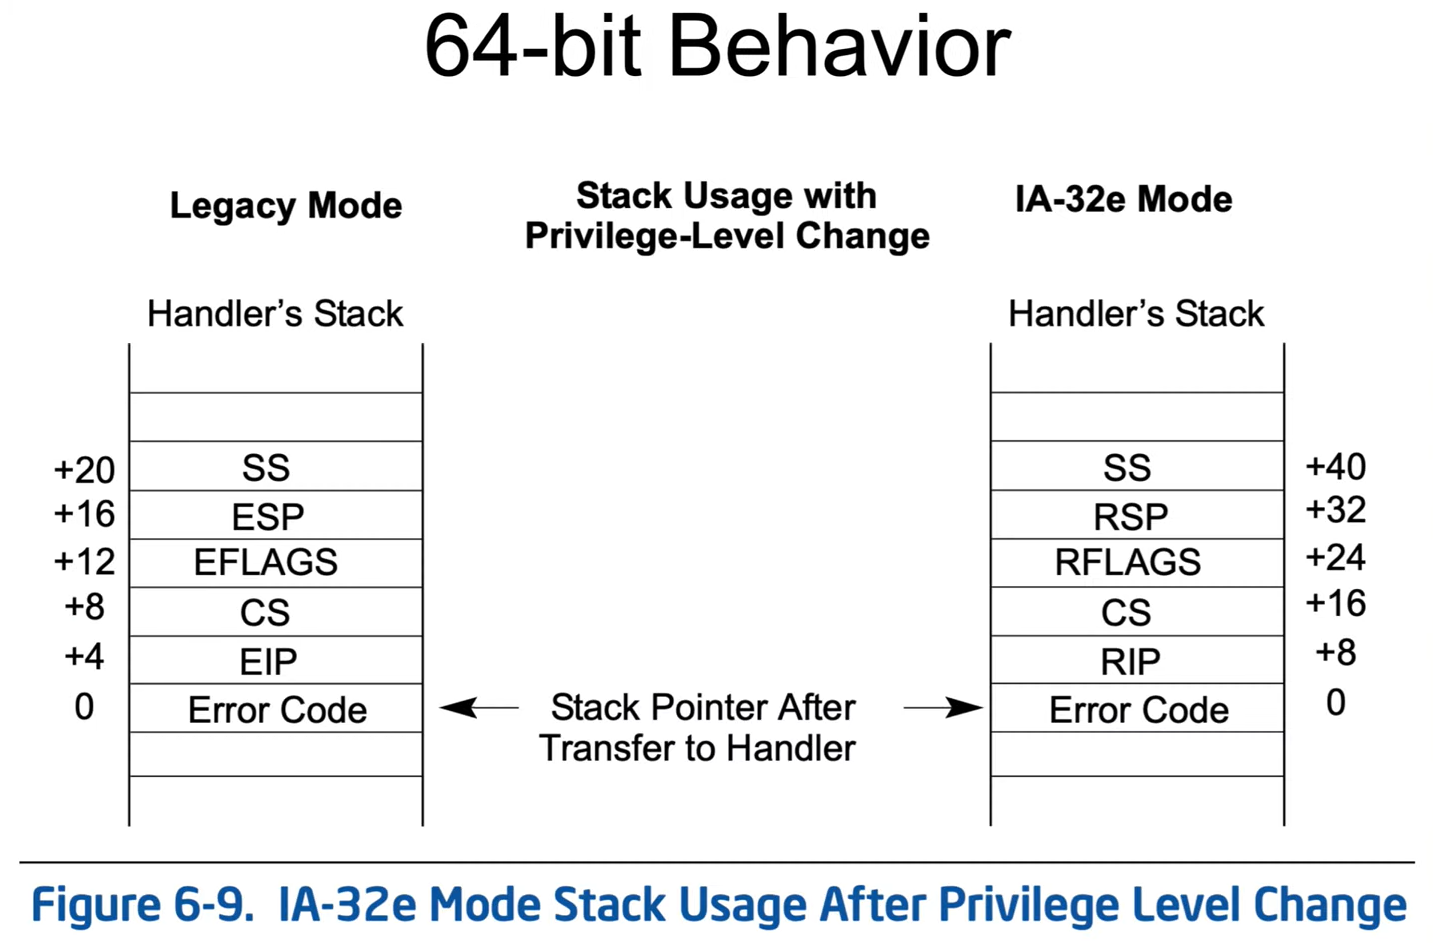 64-bit Behavior
Legacy Mode
Stack Usage with
Privilege-Level Change
IA-32e Mode
Handler's Stack
Handler's Stack
+20 SS
+16 ESP
+12 EFLAGS
+8 CS
+4 EIP
0 Error Code
SS +40
RSP +32
RFLAGS +24
CS +16
RIP +8
Error Code 0
Stack Pointer After
Transfer to Handler
Figure 6-9. IA-32e Mode Stack Usage After Privilege Level Change